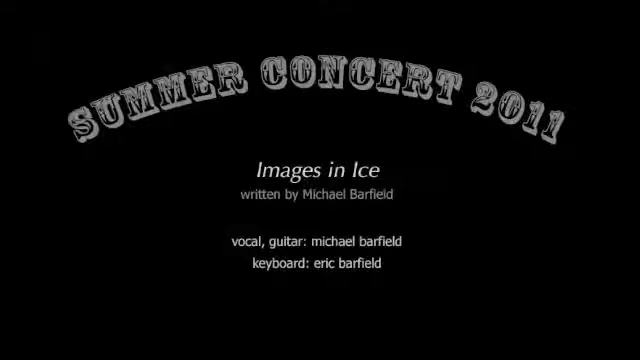 SUMMER CONCERT 2011
Images in Ice
written by Michael Barfield
vocal, guitar: michael barfield
keyboard: eric barfield